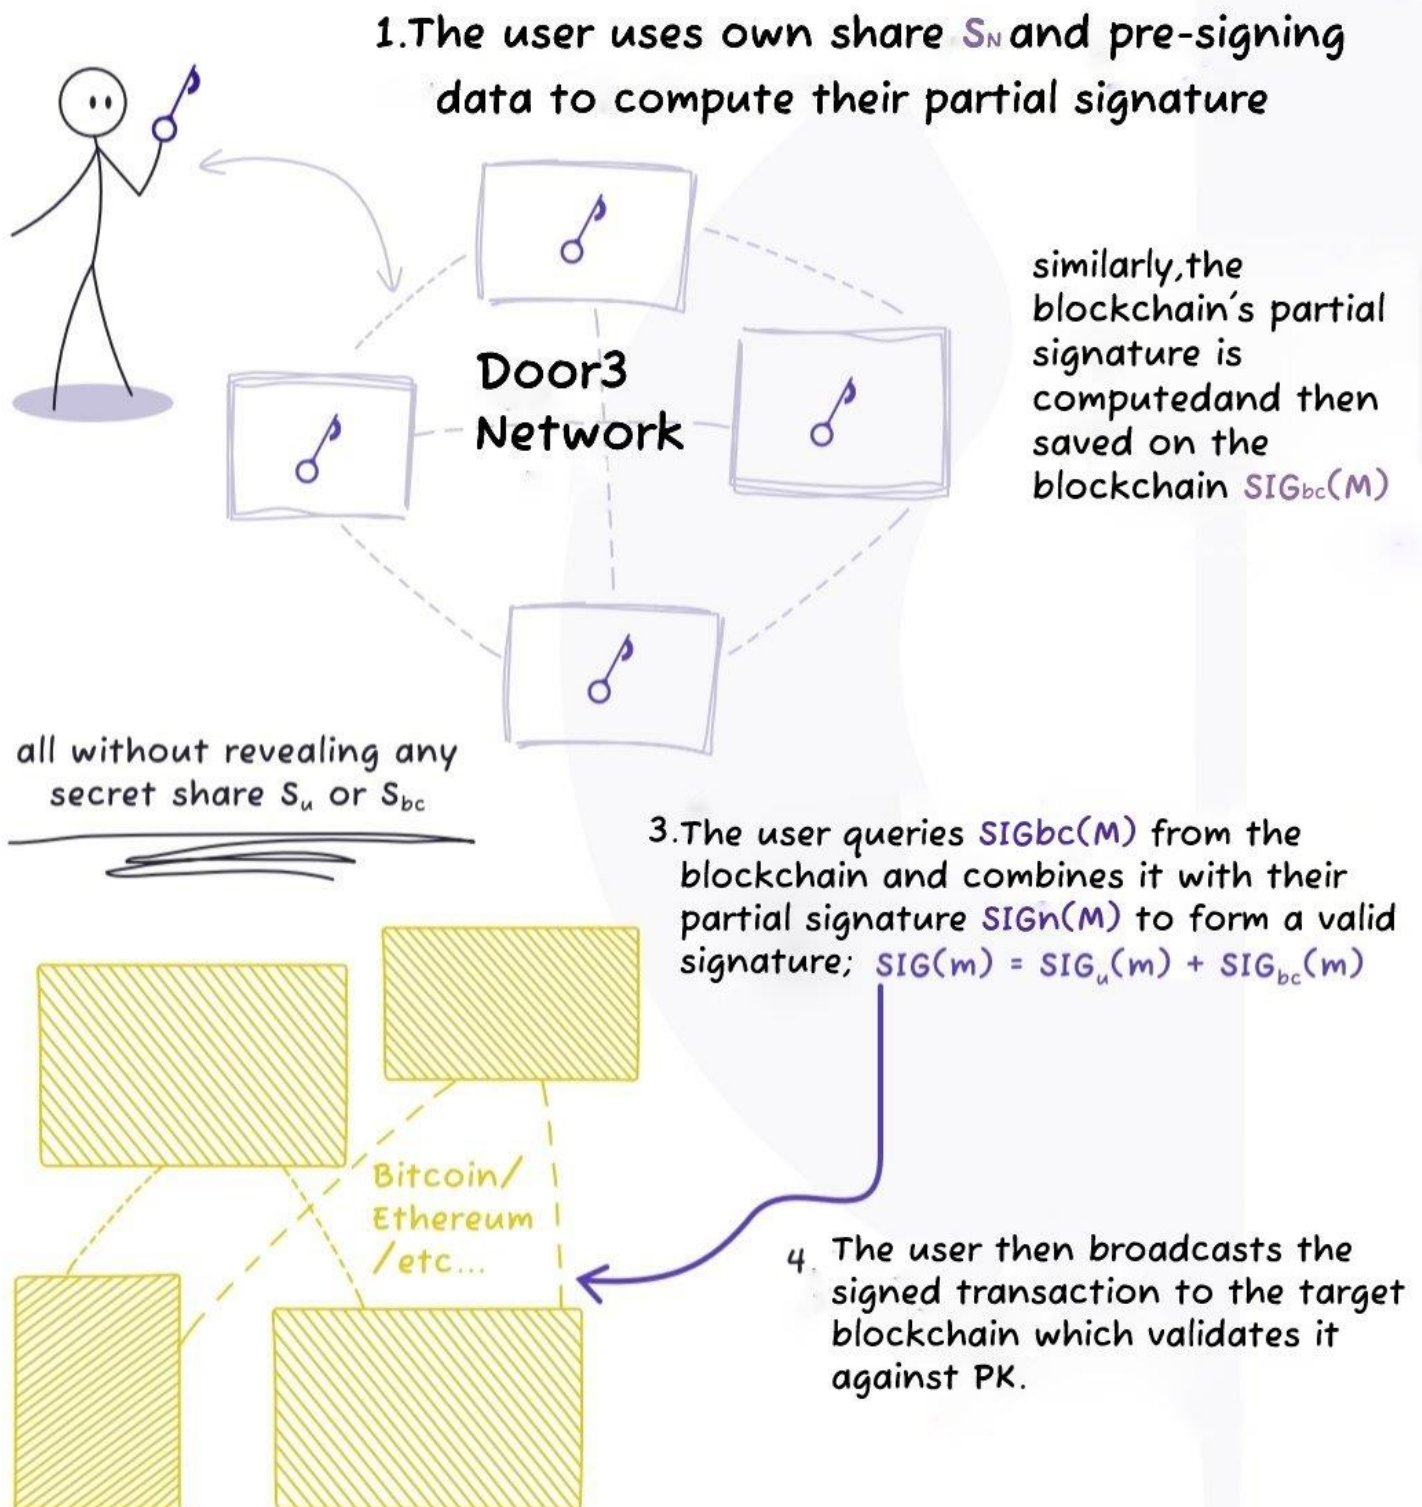 1.The user uses own share SN and pre-signing
data to compute their partial signature
similarly,the
blockchain's partial
signature is
computedand then
saved on the
blockchain SIGbc(M)
Door3
Network
all without revealing any
secret share Su or Sbc
3.The user queries SIGbc(M) from the
blockchain and combines it with their
partial signature SIGn(M) to form a valid
signature; SIG(m) = SIGu(m) + SIGbc(m)
Bitcoin/
Ethereum
/etc...
4. The user then broadcasts the
signed transaction to the target
blockchain which validates it
against PK.